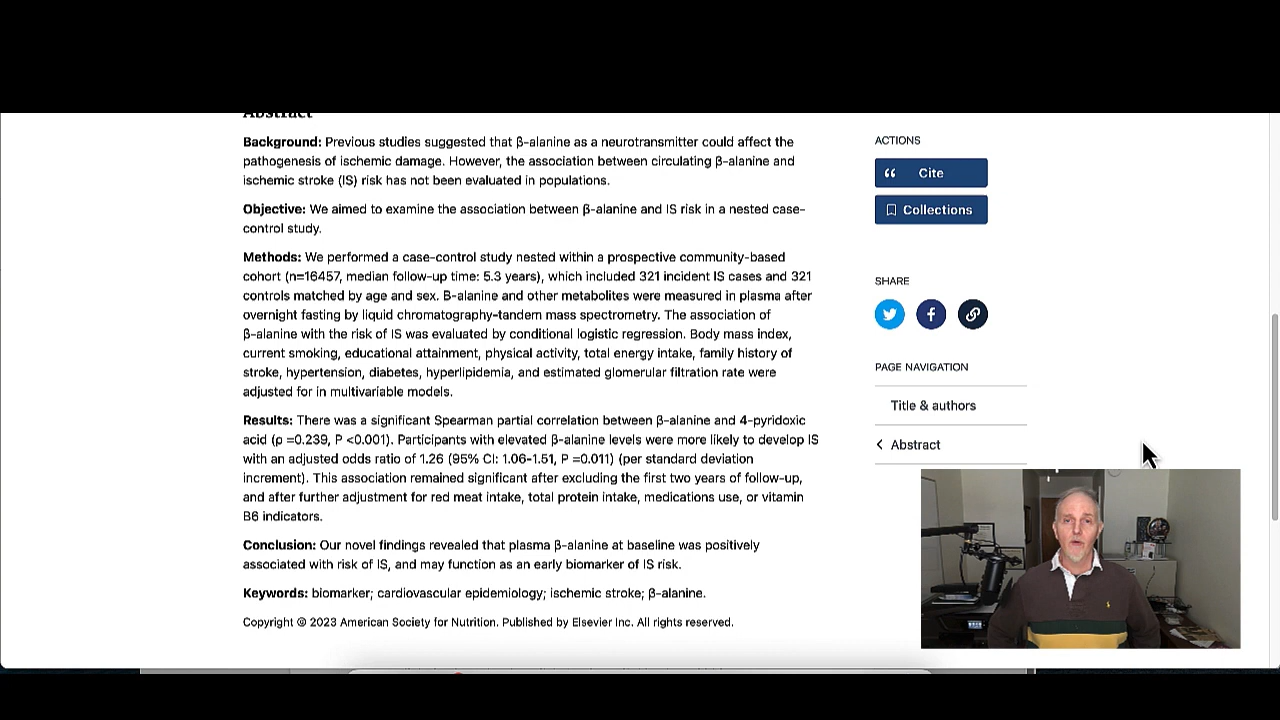 Abstract
Background: Previous studies suggested that β-alanine as a neurotransmitter could affect the
pathogenesis of ischemic damage. However, the association between circulating β-alanine and
ischemic stroke (IS) risk has not been evaluated in populations.
Objective: We aimed to examine the association between β-alanine and IS risk in a nested case-
control study.
Methods: We performed a case-control study nested within a prospective community-based
cohort (n=16457, median follow-up time: 5.3 years), which included 321 incident IS cases and 321
controls matched by age and sex. Β-alanine and other metabolites were measured in plasma after
overnight fasting by liquid chromatography-tandem mass spectrometry. The association of
β-alanine with the risk of IS was evaluated by conditional logistic regression. Body mass index,
current smoking, educational attainment, physical activity, total energy intake, family history of
stroke, hypertension, diabetes, hyperlipidemia, and estimated glomerular filtration rate were
adjusted for in multivariable models.
Results: There was a significant Spearman partial correlation between β-alanine and 4-pyridoxic
acid (ρ =0.239, P <0.001). Participants with elevated β-alanine levels were more likely to develop IS
with an adjusted odds ratio of 1.26 (95% CI: 1.06-1.51, P =0.011) (per standard deviation
increment). This association remained significant after excluding the first two years of follow-up,
and after further adjustment for red meat intake, total protein intake, medications use, or vitamin
B6 indicators.
Conclusion: Our novel findings revealed that plasma β-alanine at baseline was positively
associated with risk of IS, and may function as an early biomarker of IS risk.
Keywords: biomarker; cardiovascular epidemiology; ischemic stroke; β-alanine.
Copyright © 2023 American Society for Nutrition. Published by Elsevier Inc. All rights reserved.
ACTIONS
Cite
Collections
SHARE
PAGE NAVIGATION
Title & authors
Abstract